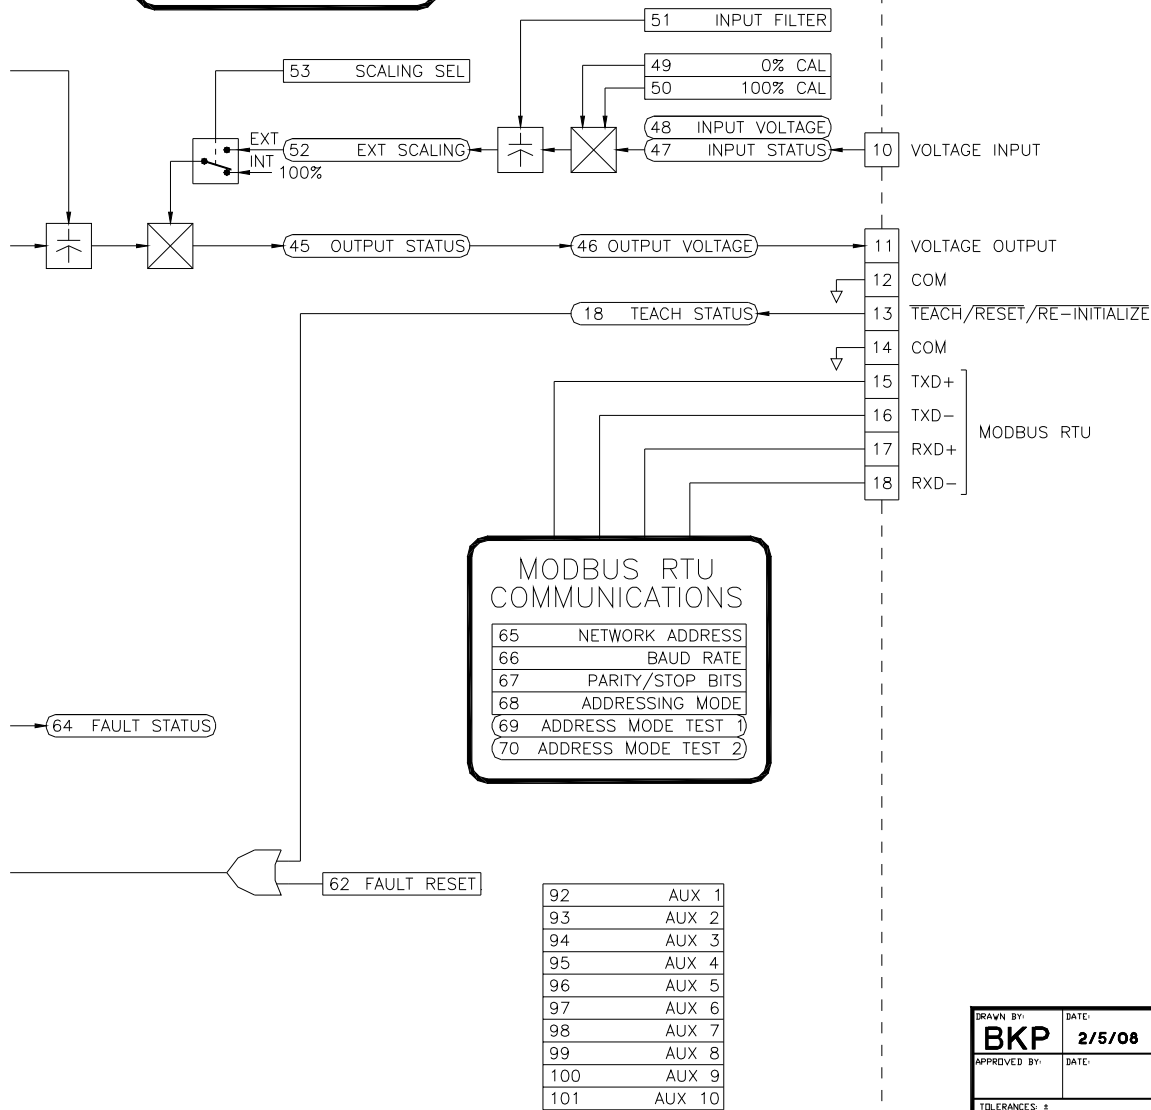 51 INPUT FILTER
53 SCALING SEL
49 0% CAL
50 100% CAL
48 INPUT VOLTAGE
EXT
52 EXT SCALING
47 INPUT STATUS
10 VOLTAGE INPUT
INT
100%
45 OUTPUT STATUS
46 OUTPUT VOLTAGE
11 VOLTAGE OUTPUT
12 COM
18 TEACH STATUS
13 TEACH/RESET/RE-INITIALIZE
14 COM
15 TXD+
16 TXD-
MODBUS RTU
17 RXD+
18 RXD-
MODBUS RTU
COMMUNICATIONS
65 NETWORK ADDRESS
66 BAUD RATE
67 PARITY/STOP BITS
68 ADDRESSING MODE
69 ADDRESS MODE TEST 1
70 ADDRESS MODE TEST 2
64 FAULT STATUS
62 FAULT RESET
92 AUX 1
93 AUX 2
94 AUX 3
95 AUX 4
96 AUX 5
97 AUX 6
98 AUX 7
99 AUX 8
100 AUX 9
101 AUX 10
DRAWN BY: DATE:
BKP 2/5/08
APPROVED BY: DATE:
TOLERANCES: ±